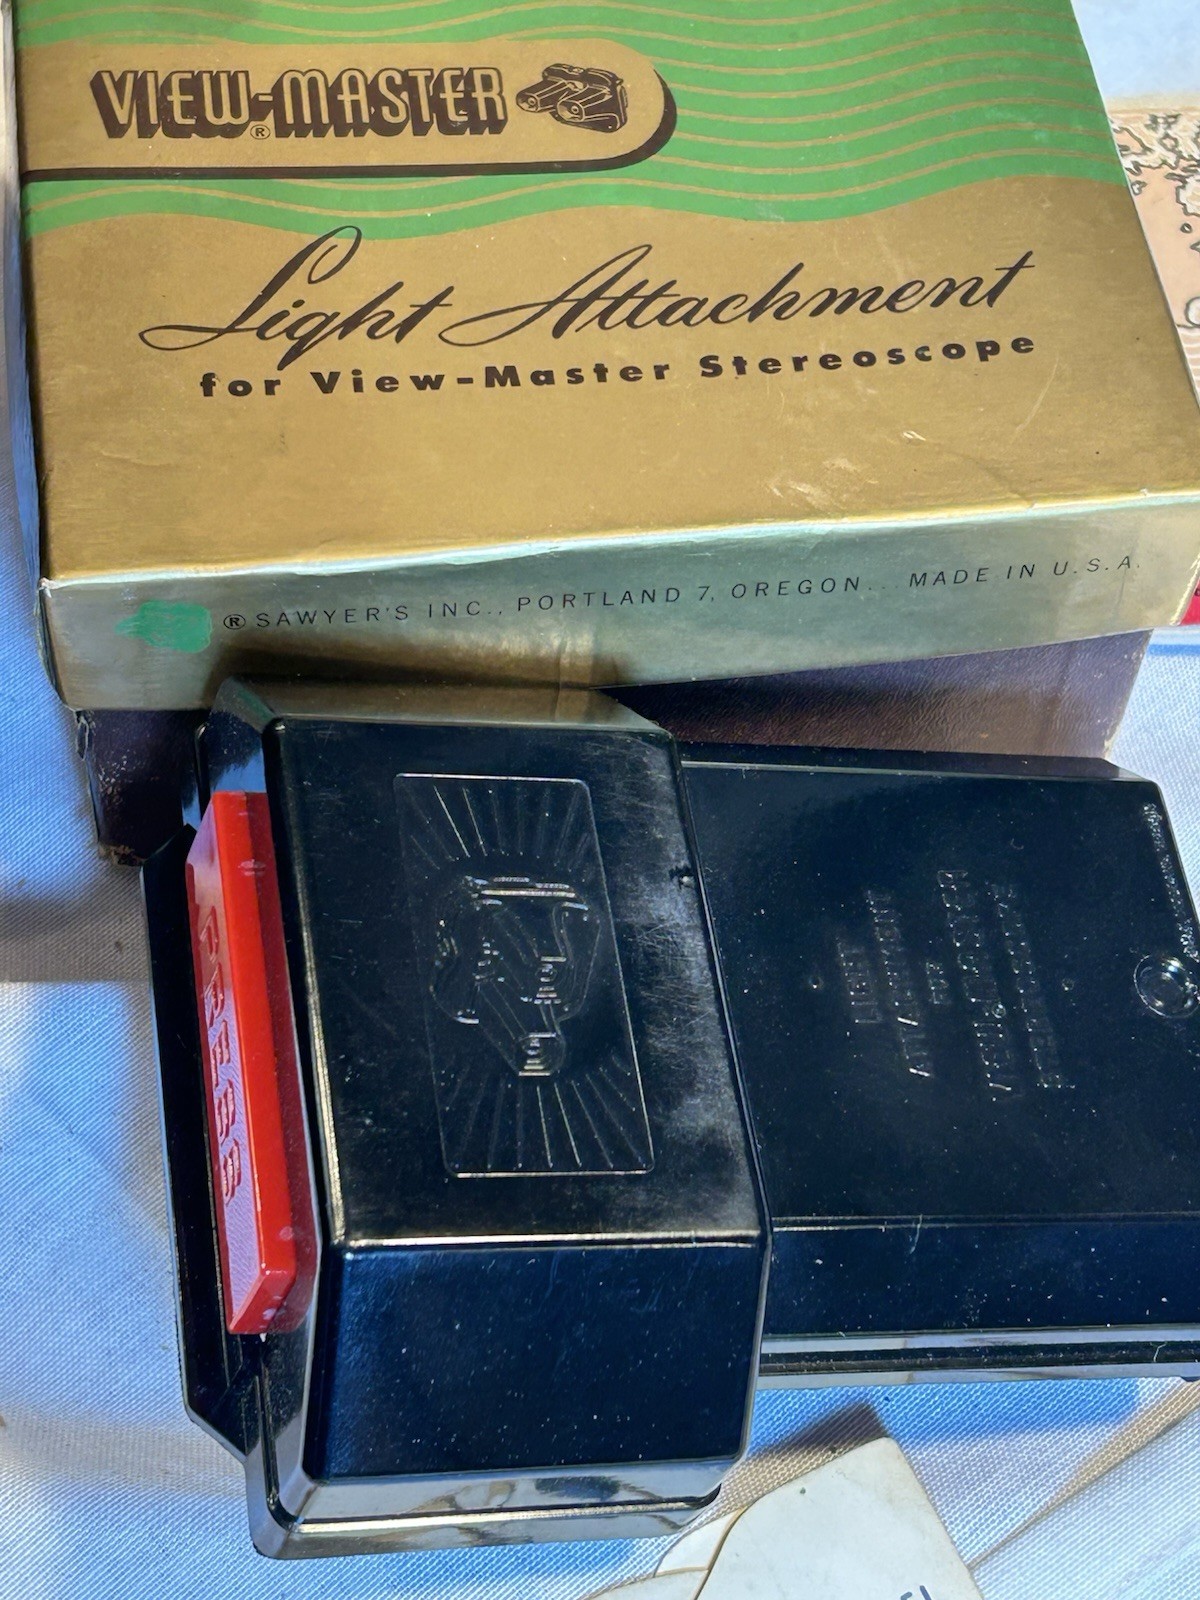 VIEW-MASTER
®
Light Attachment
for View-Master Stereoscope
® SAWYER'S INC., PORTLAND 7, OREGON... MADE IN U.S.A.
PRESS
LIGHT
ATTACHMENT
FOR
VIEW-MASTER
STEREOSCOPE